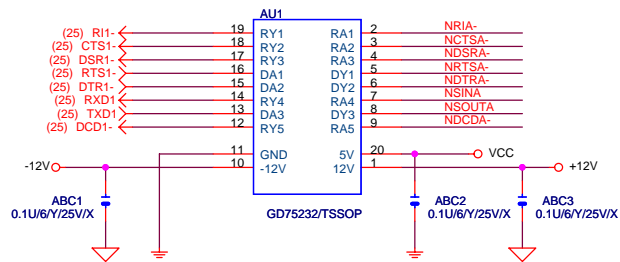 AU1
(25) RI1- 19 RY1 RA1 2 NRIA-
(25) CTS1- 18 RY2 RA2 3 NCTSA-
(25) DSR1- 17 RY3 RA3 4 NDSRA-
(25) RTS1- 16 DA1 DY1 5 NRTSA-
(25) DTR1- 15 DA2 DY2 6 NDTRA-
(25) RXD1 14 RY4 RA4 7 NSINA
(25) TXD1 13 DA3 DY3 8 NSOUTA
(25) DCD1- 12 RY5 RA5 9 NDCDA-
11 GND 5V 20 VCC
-12V 10 -12V 12V 1 +12V
ABC1 ABC2 ABC3
0.1U/6/Y/25V/X 0.1U/6/Y/25V/X 0.1U/6/Y/25V/X
GD75232/TSSOP